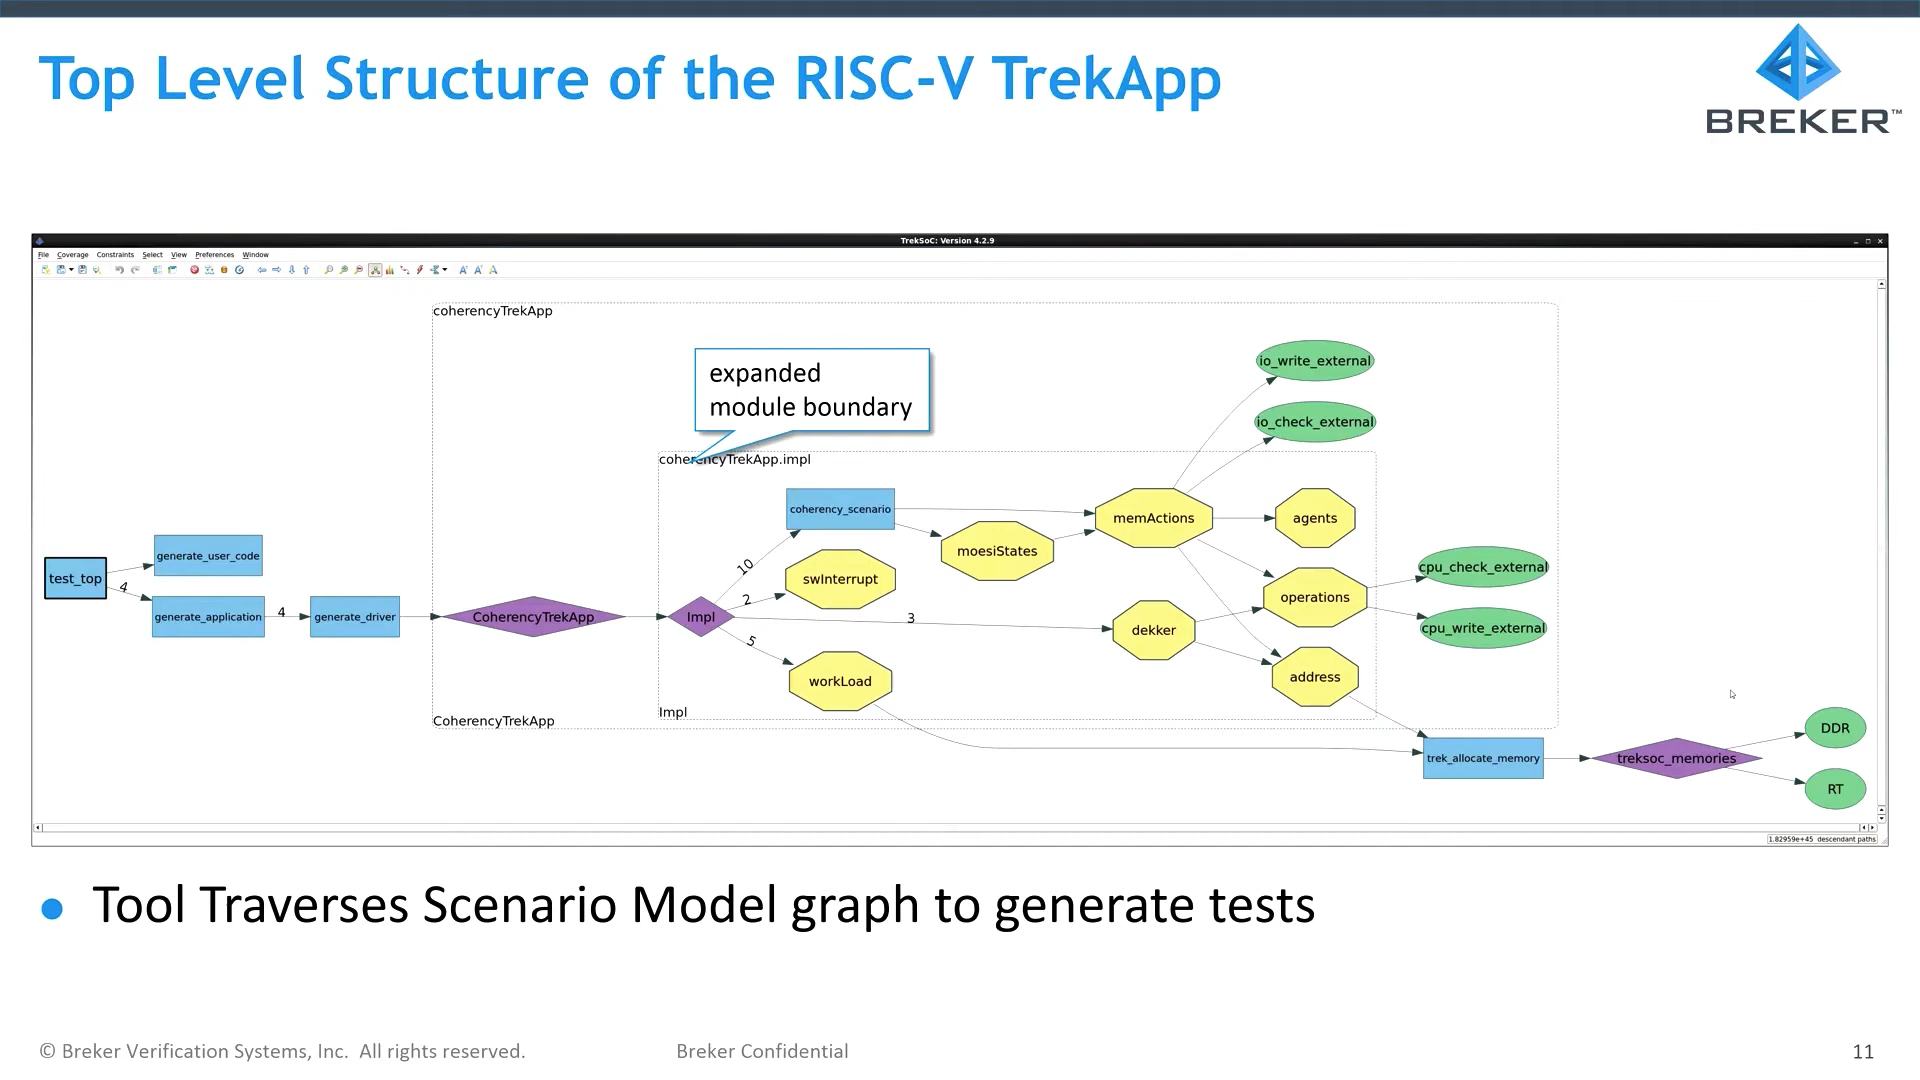 Top Level Structure of the RISC-V TrekApp
BREKER™
TrekSoC: Version 4.2.9
File Coverage Constraints Select View Preferences Window
coherencyTrekApp
expanded
module boundary
coherencyTrekApp.impl
io_write_external
io_check_external
coherency_scenario
memActions
agents
moesiStates
swInterrupt
operations
cpu_check_external
cpu_write_external
test_top
generate_user_code
generate_application
generate_driver
CoherencyTrekApp
Impl
dekker
address
workLoad
4
4
10
2
3
5
Impl
CoherencyTrekApp
trek_allocate_memory
treksoc_memories
DDR
RT
1.82959e+45 descendant paths
● Tool Traverses Scenario Model graph to generate tests
© Breker Verification Systems, Inc. All rights reserved.
Breker Confidential
11